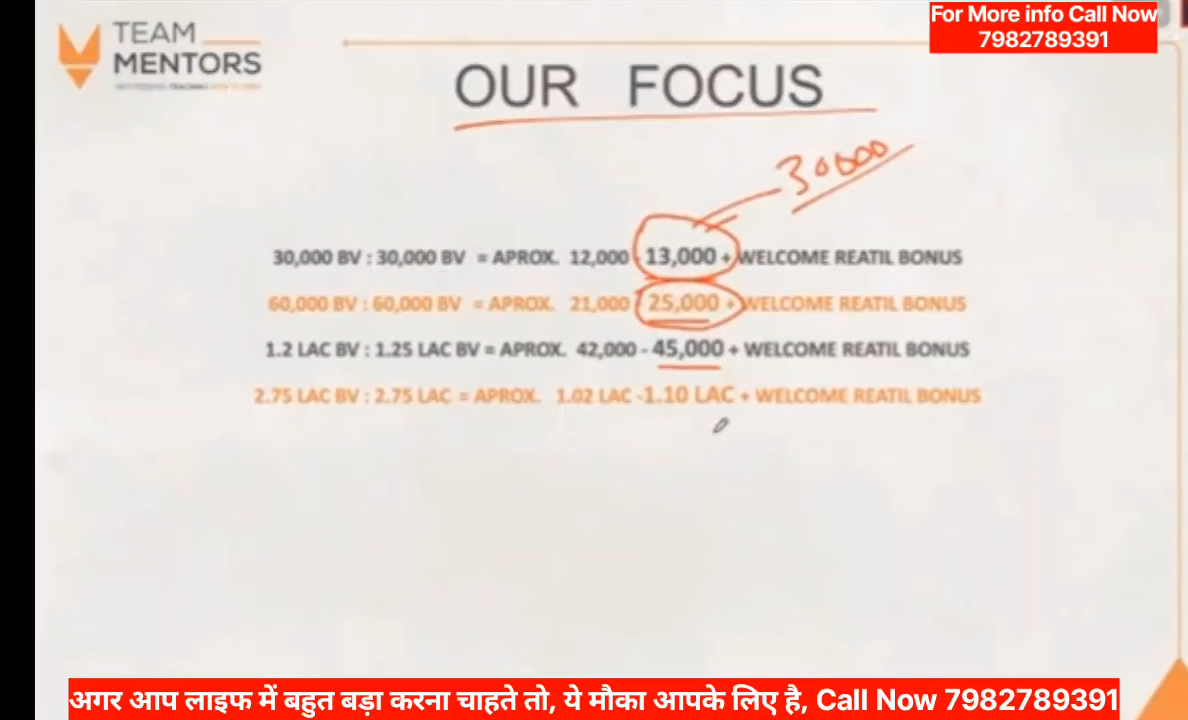 For More info Call Now
7982789391
TEAM
MENTORS
OUR FOCUS
30000
30,000 BV : 30,000 BV = APROX. 12,000 - 13,000 + WELCOME REATIL BONUS
60,000 BV : 60,000 BV = APROX. 21,000 25,000 + WELCOME REATIL BONUS
1.2 LAC BV : 1.25 LAC BV = APROX. 42,000 - 45,000 + WELCOME REATIL BONUS
2.75 LAC BV : 2.75 LAC = APROX. 1.02 LAC -1.10 LAC + WELCOME REATIL BONUS
अगर आप लाइफ में बहुत बड़ा करना चाहते तो, ये मौका आपके लिए है, Call Now 7982789391